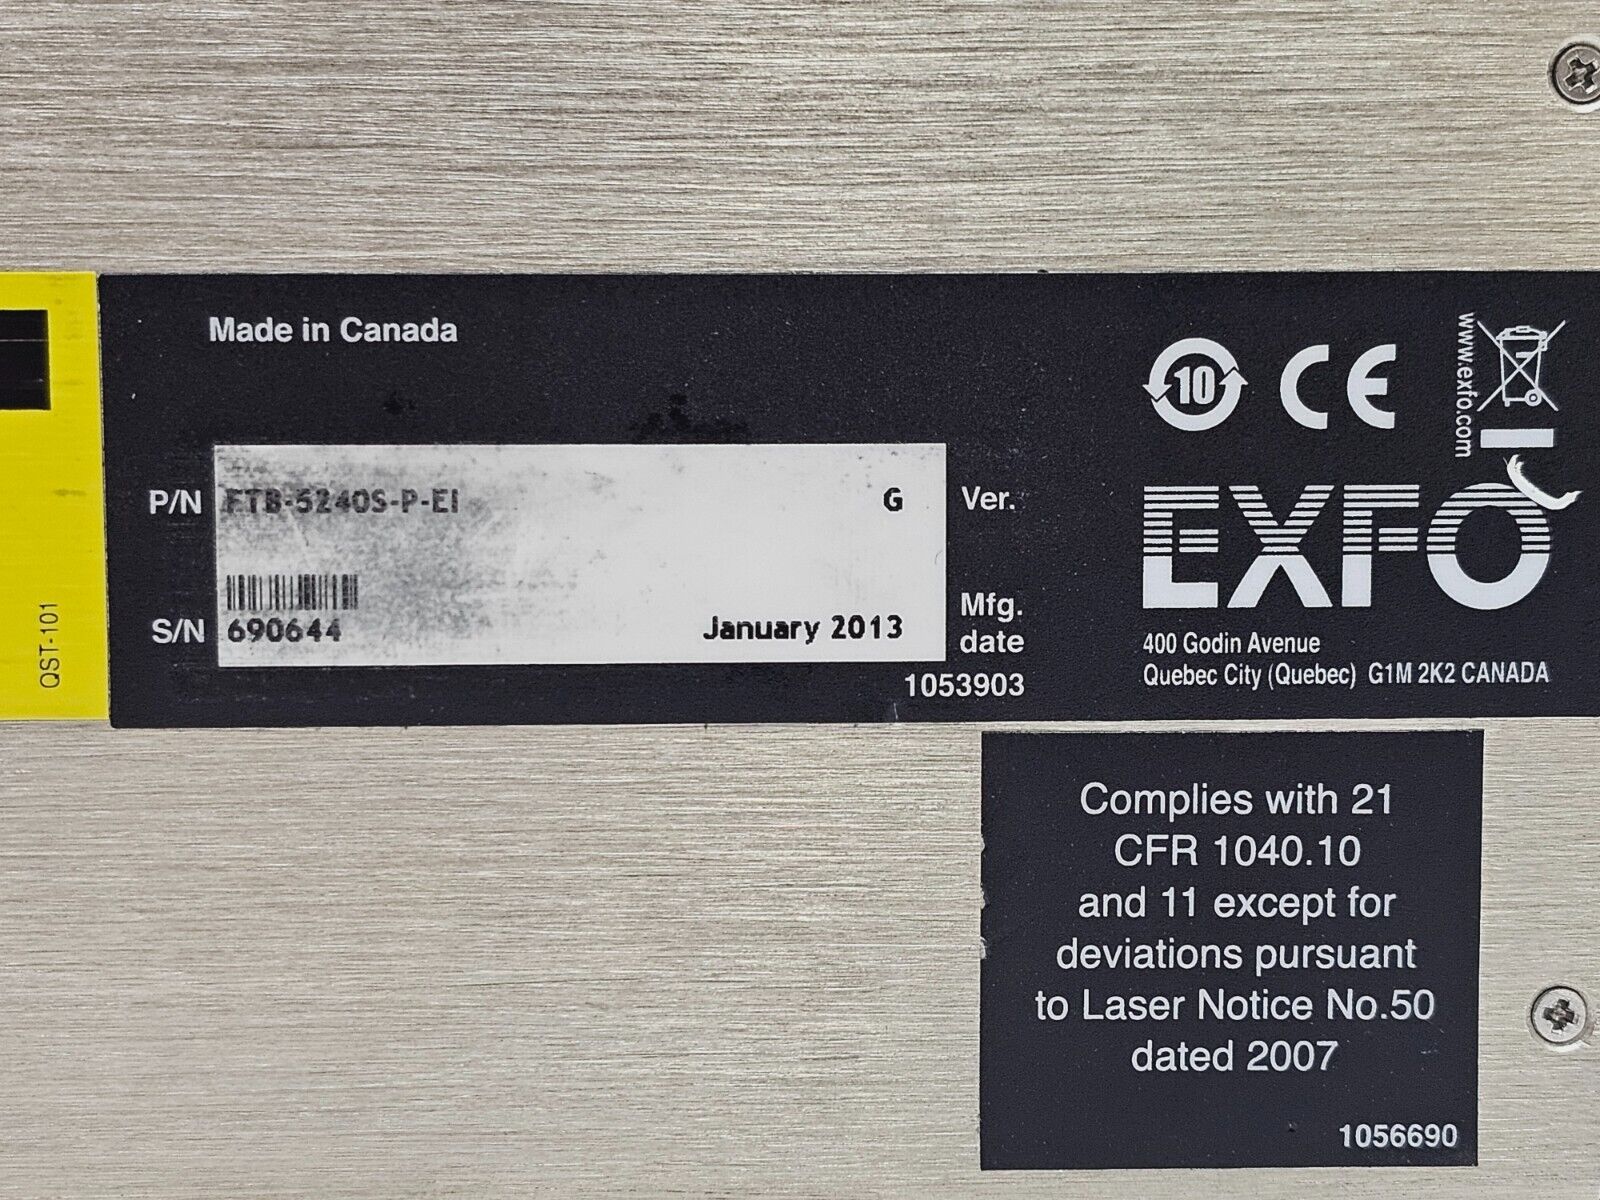 Made in Canada
P/N FTB-5240S-P-EI G Ver.
S/N 690644 January 2013 Mfg. date
1053903
QST-101
10 CE
www.exfo.com
EXFO
400 Godin Avenue
Quebec City (Quebec) G1M 2K2 CANADA
Complies with 21
CFR 1040.10
and 11 except for
deviations pursuant
to Laser Notice No.50
dated 2007
1056690